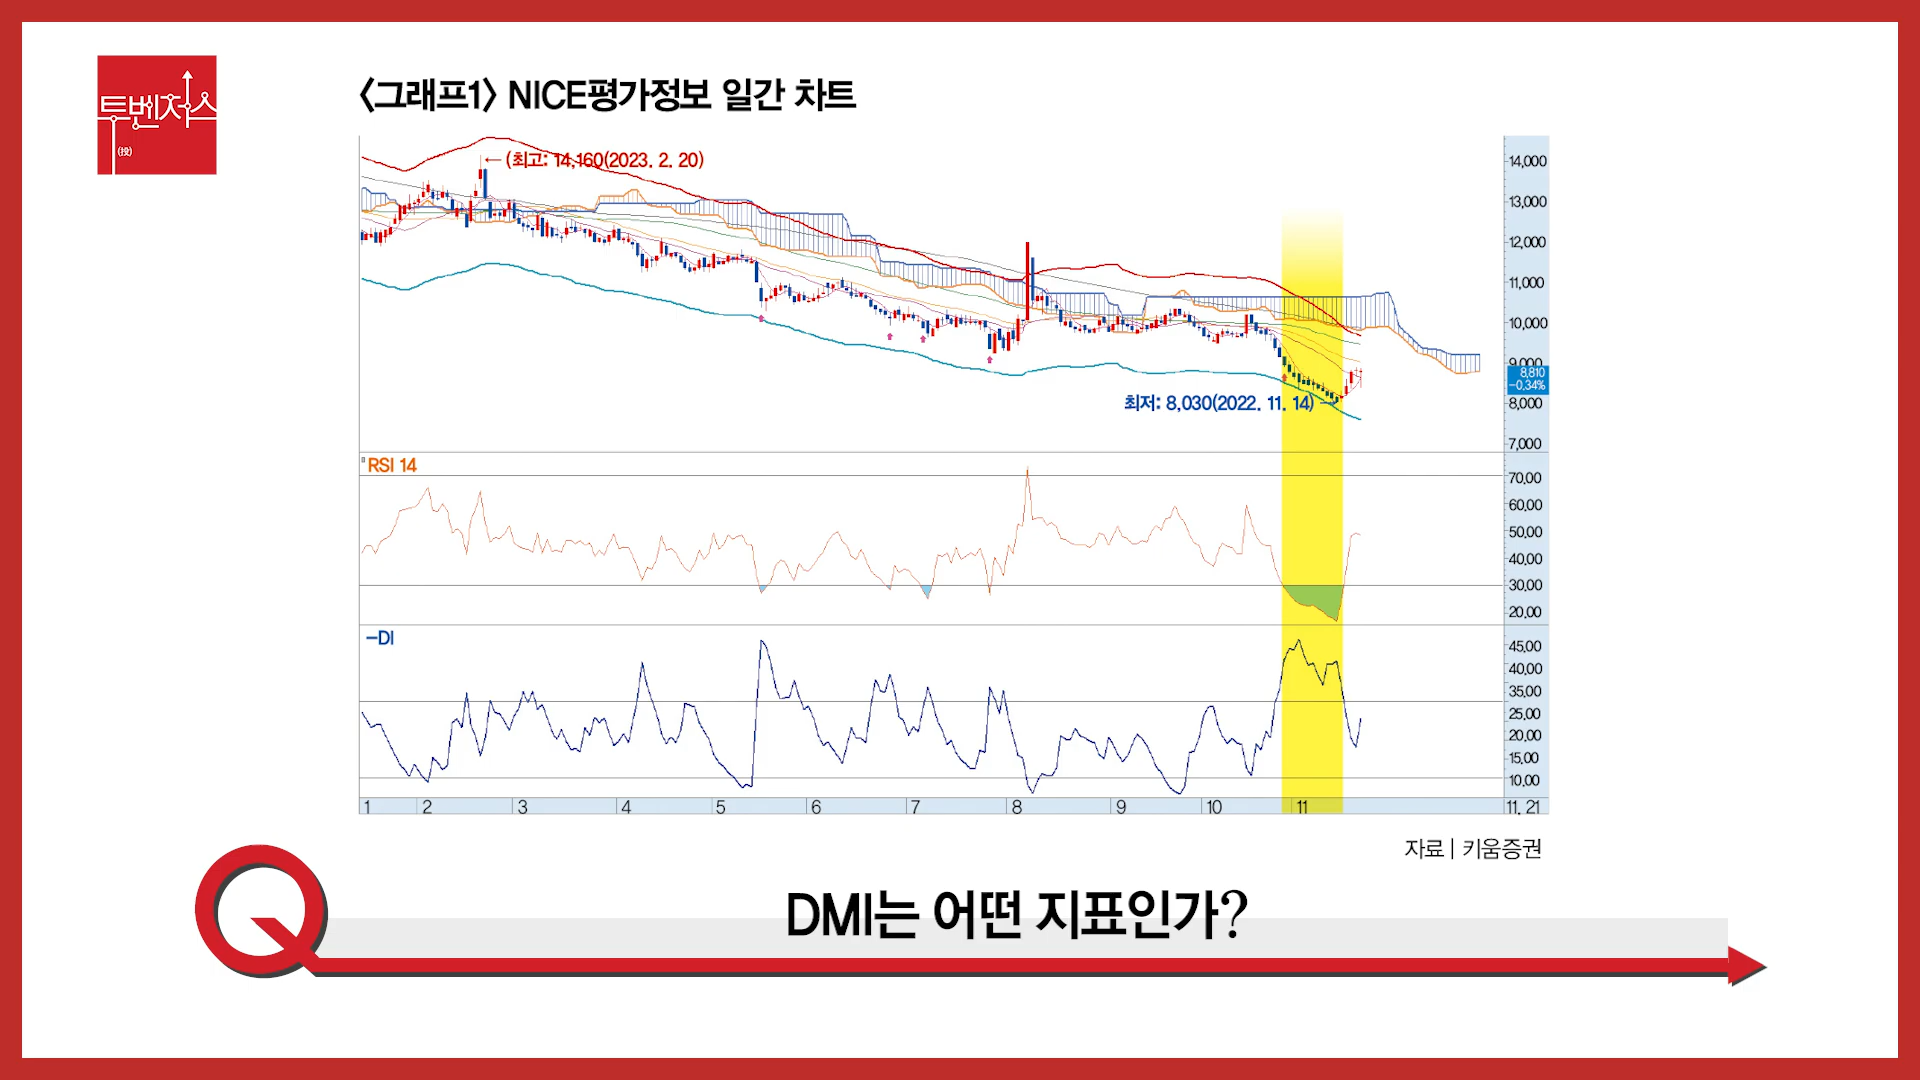 투벤저스
(投)
<그래프1> NICE평가정보 일간 차트
← (최고: 14,160(2023. 2. 20)
14,000
13,000
12,000
11,000
10,000
9,000
8,810
-0.34%
8,000
7,000
최저: 8,030(2022. 11. 14) →
RSI 14
70,00
60,00
50,00
40,00
30,00
20,00
-DI
45,00
40,00
35,00
25,00
20,00
15,00
10,00
1 2 3 4 5 6 7 8 9 10 11 11, 21
자료 | 키움증권
Q
DMI는 어떤 지표인가?